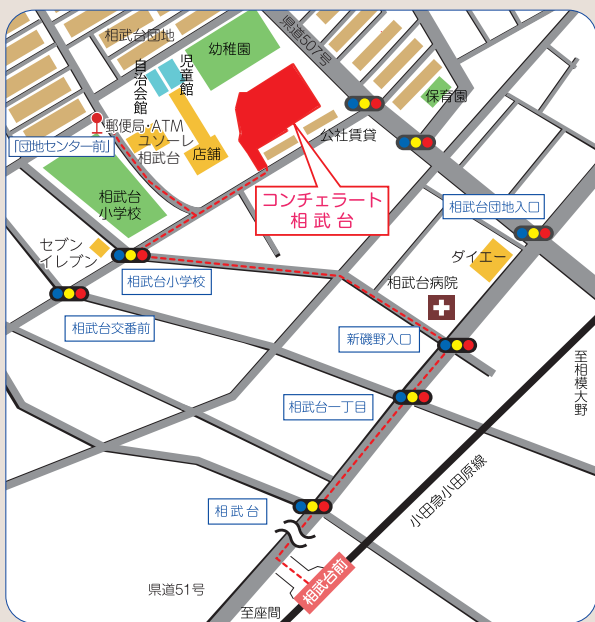 相武台団地
県道507号
幼稚園
児童館
自治会館
保育園
郵便局・ATM
ユソーレ
相武台
店舗
公社賃貸
「団地センター前」
コンチェラート
相武台
相武台
小学校
相武台団地入口
セブン
イレブン
ダイエー
相武台小学校
相武台病院
相武台交番前
新磯野入口
至相模大野
相武台一丁目
小田急小田原線
相武台
相武台前
県道51号
至座間